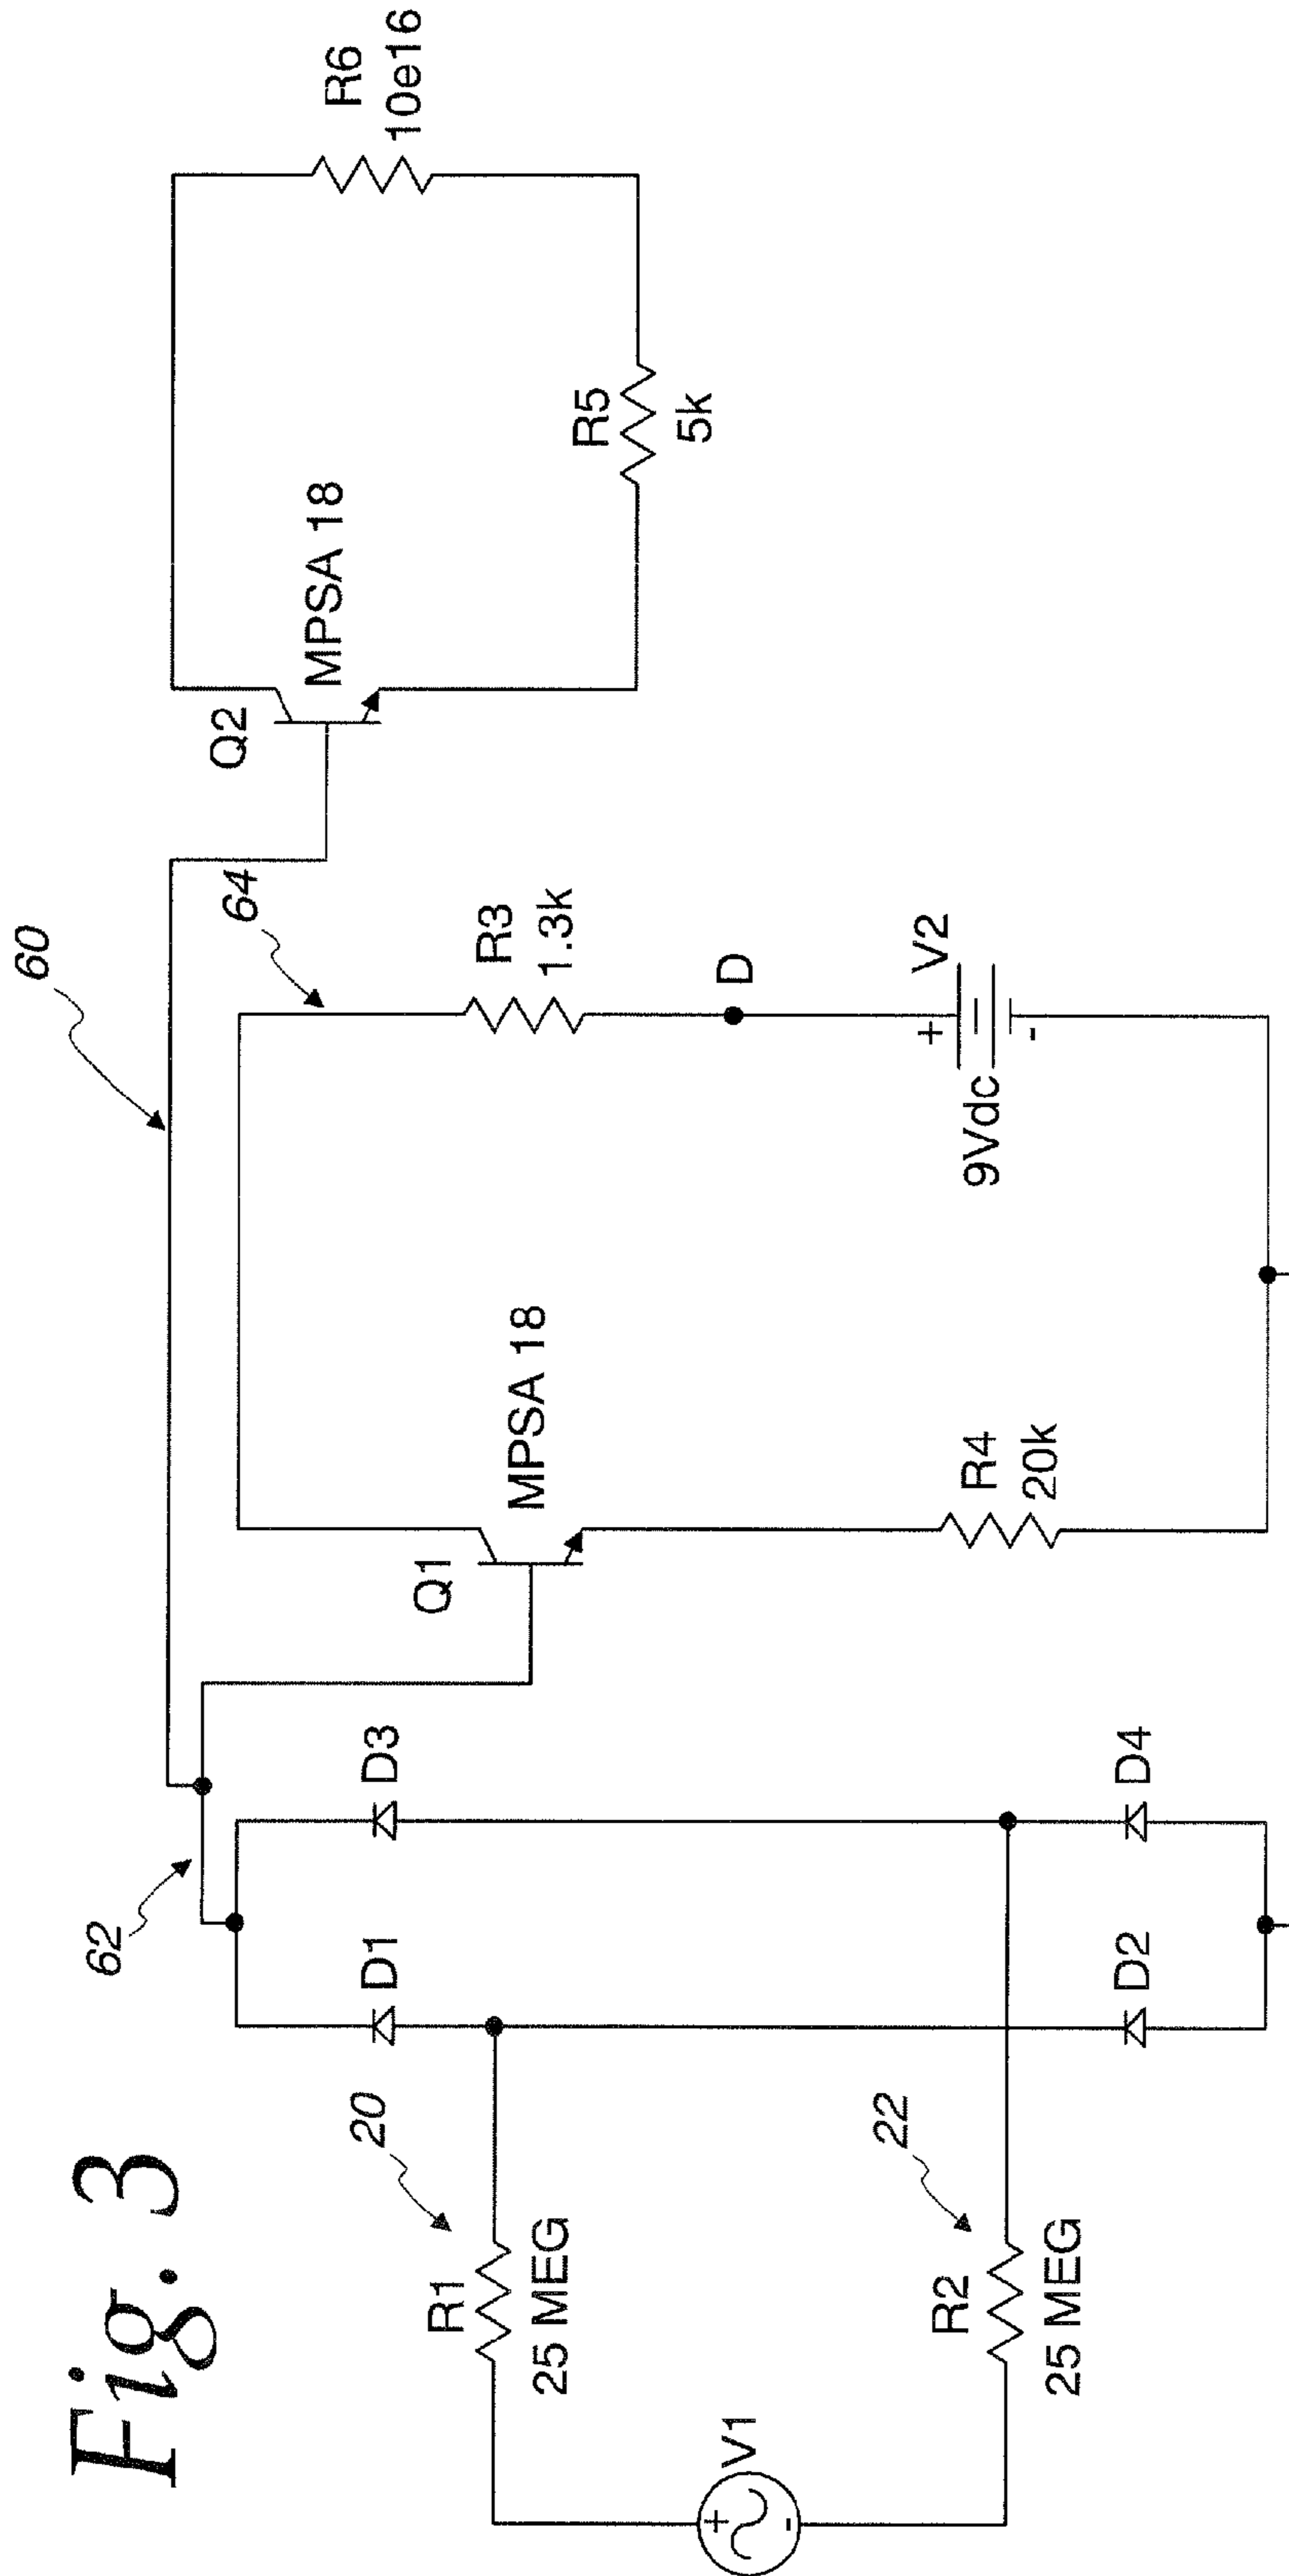 Fig. 3
60
62
64
20
22
V1
+
-
R1
25 MEG
R2
25 MEG
D1
D3
D2
D4
Q1
MPSA 18
R4
20k
R3
1.3k
D
V2
+
-
9Vdc
Q2
MPSA 18
R5
5k
R6
10e16